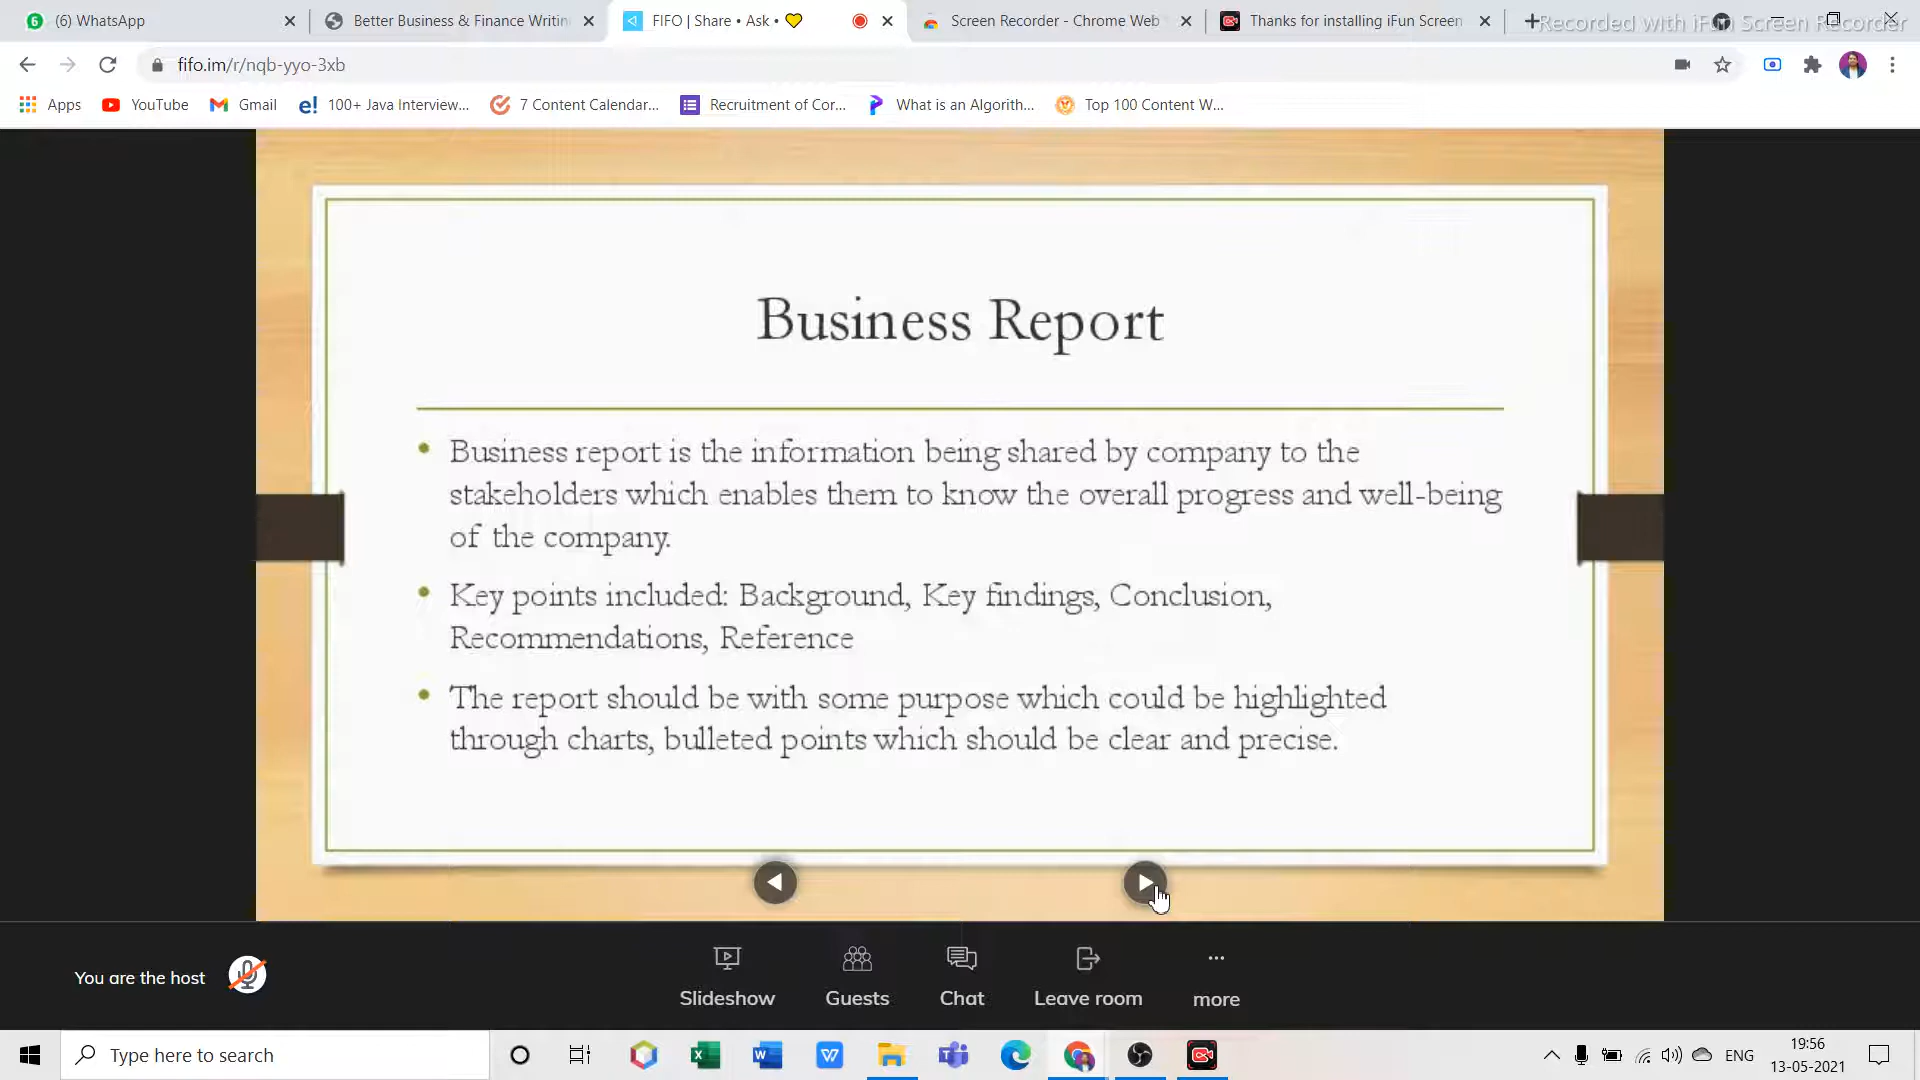 (6) WhatsApp
Better Business & Finance Writin
FIFO | Share • Ask • 💛
Screen Recorder - Chrome Web
Thanks for installing iFun Screen
Recorded with iFun Screen Recorder
fifo.im/r/nqb-yyo-3xb
Apps
YouTube
Gmail
100+ Java Interview...
7 Content Calendar...
Recruitment of Cor...
What is an Algorith...
Top 100 Content W...
Business Report
• Business report is the information being shared by company to the
stakeholders which enables them to know the overall progress and well-being
of the company.
• Key points included: Background, Key findings, Conclusion,
Recommendations, Reference
• The report should be with some purpose which could be highlighted
through charts, bulleted points which should be clear and precise.
You are the host
Slideshow
Guests
Chat
Leave room
more
Type here to search
ENG
19:56
13-05-2021